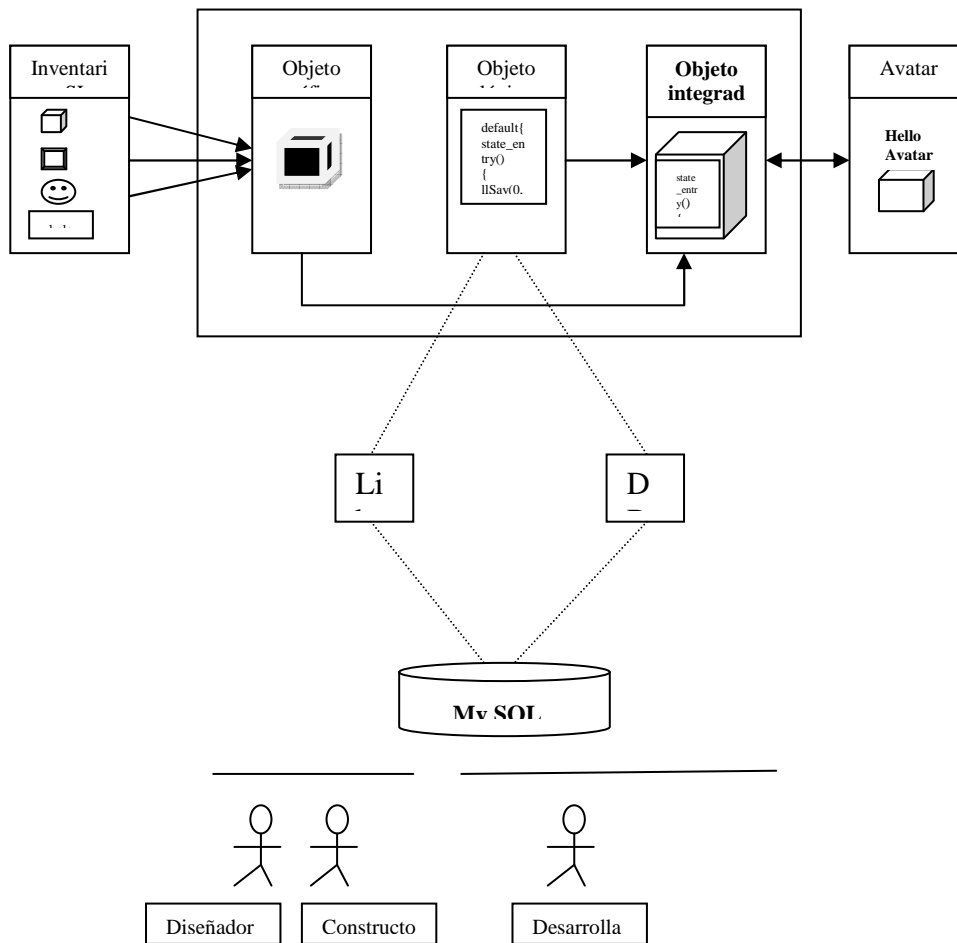 Inventari
Objeto
Objeto
Objeto
integrad
Avatar
default{
state_en
try()
{
llSay(0.
state
_entr
y()
Hello
Avatar
Li
D
My SQL
Diseñador
Constructo
Desarrolla